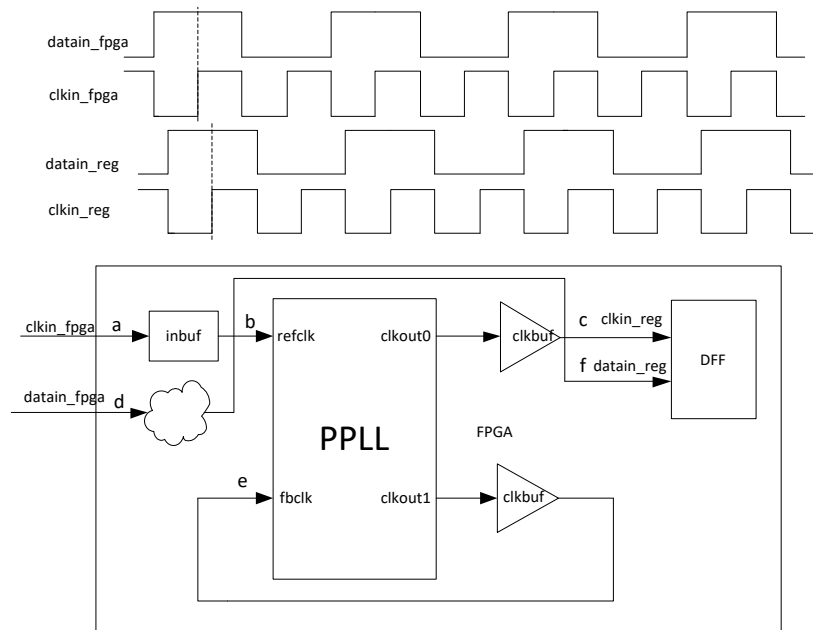 datain_fpga
clkin_fpga
datain_reg
clkin_reg
clkin_fpga a inbuf b refclk clkout0 clkbuf c clkin_reg
datain_fpga d f datain_reg DFF
PPLL FPGA
e fbclk clkout1 clkbuf